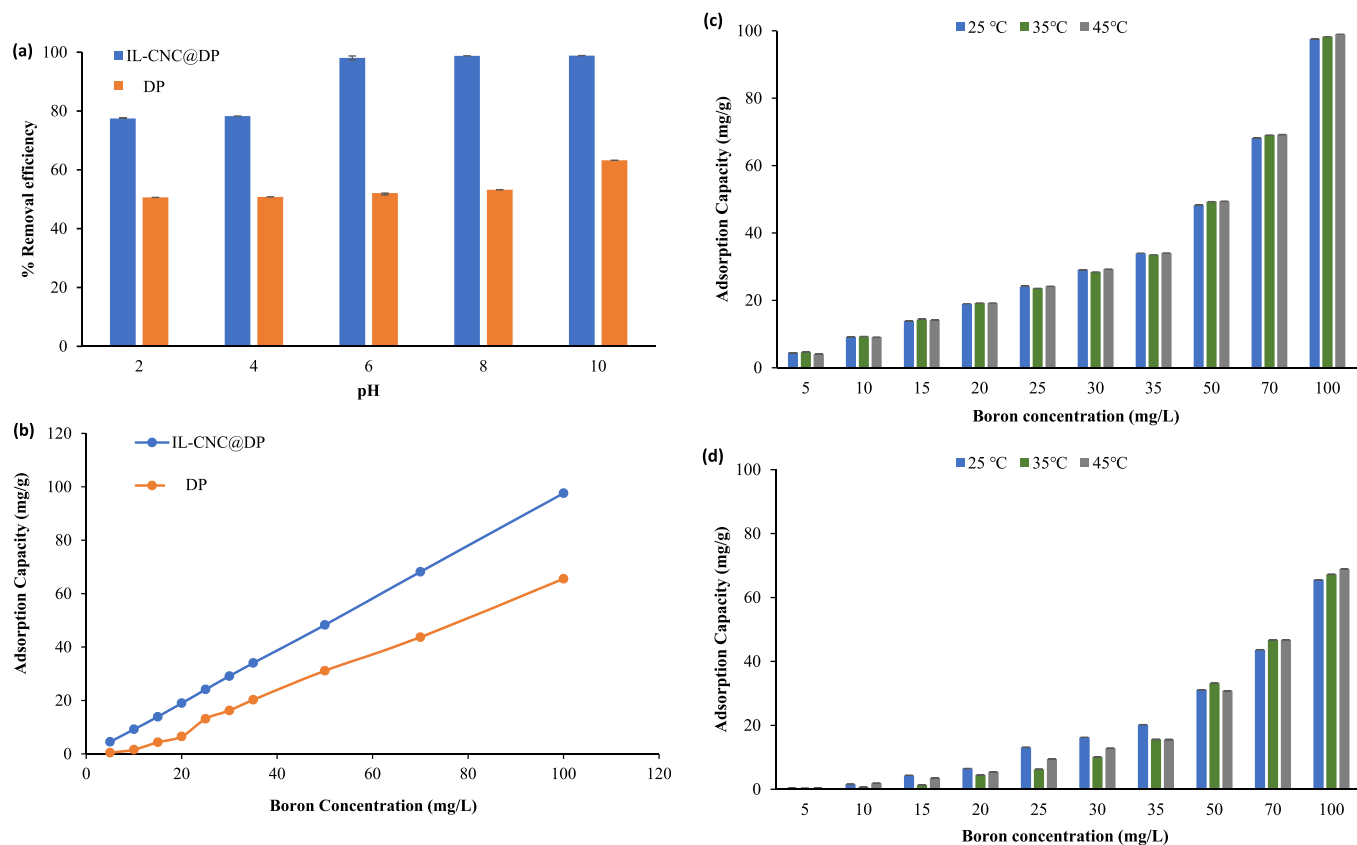 (a)
IL-CNC@DP
DP
% Removal efficiency
100
80
60
40
20
0
2 4 6 8 10
pH
(b)
IL-CNC@DP
DP
Adsorption Capacity (mg/g)
120
100
80
60
40
20
0
0 20 40 60 80 100 120
Boron Concentration (mg/L)
(c)
25 ℃ 35℃ 45℃
Adsorption Capacity (mg/g)
100
80
60
40
20
0
5 10 15 20 25 30 35 50 70 100
Boron concentration (mg/L)
(d)
25 ℃ 35℃ 45℃
Adsorption Capacity (mg/g)
100
80
60
40
20
0
5 10 15 20 25 30 35 50 70 100
Boron concentration (mg/L)